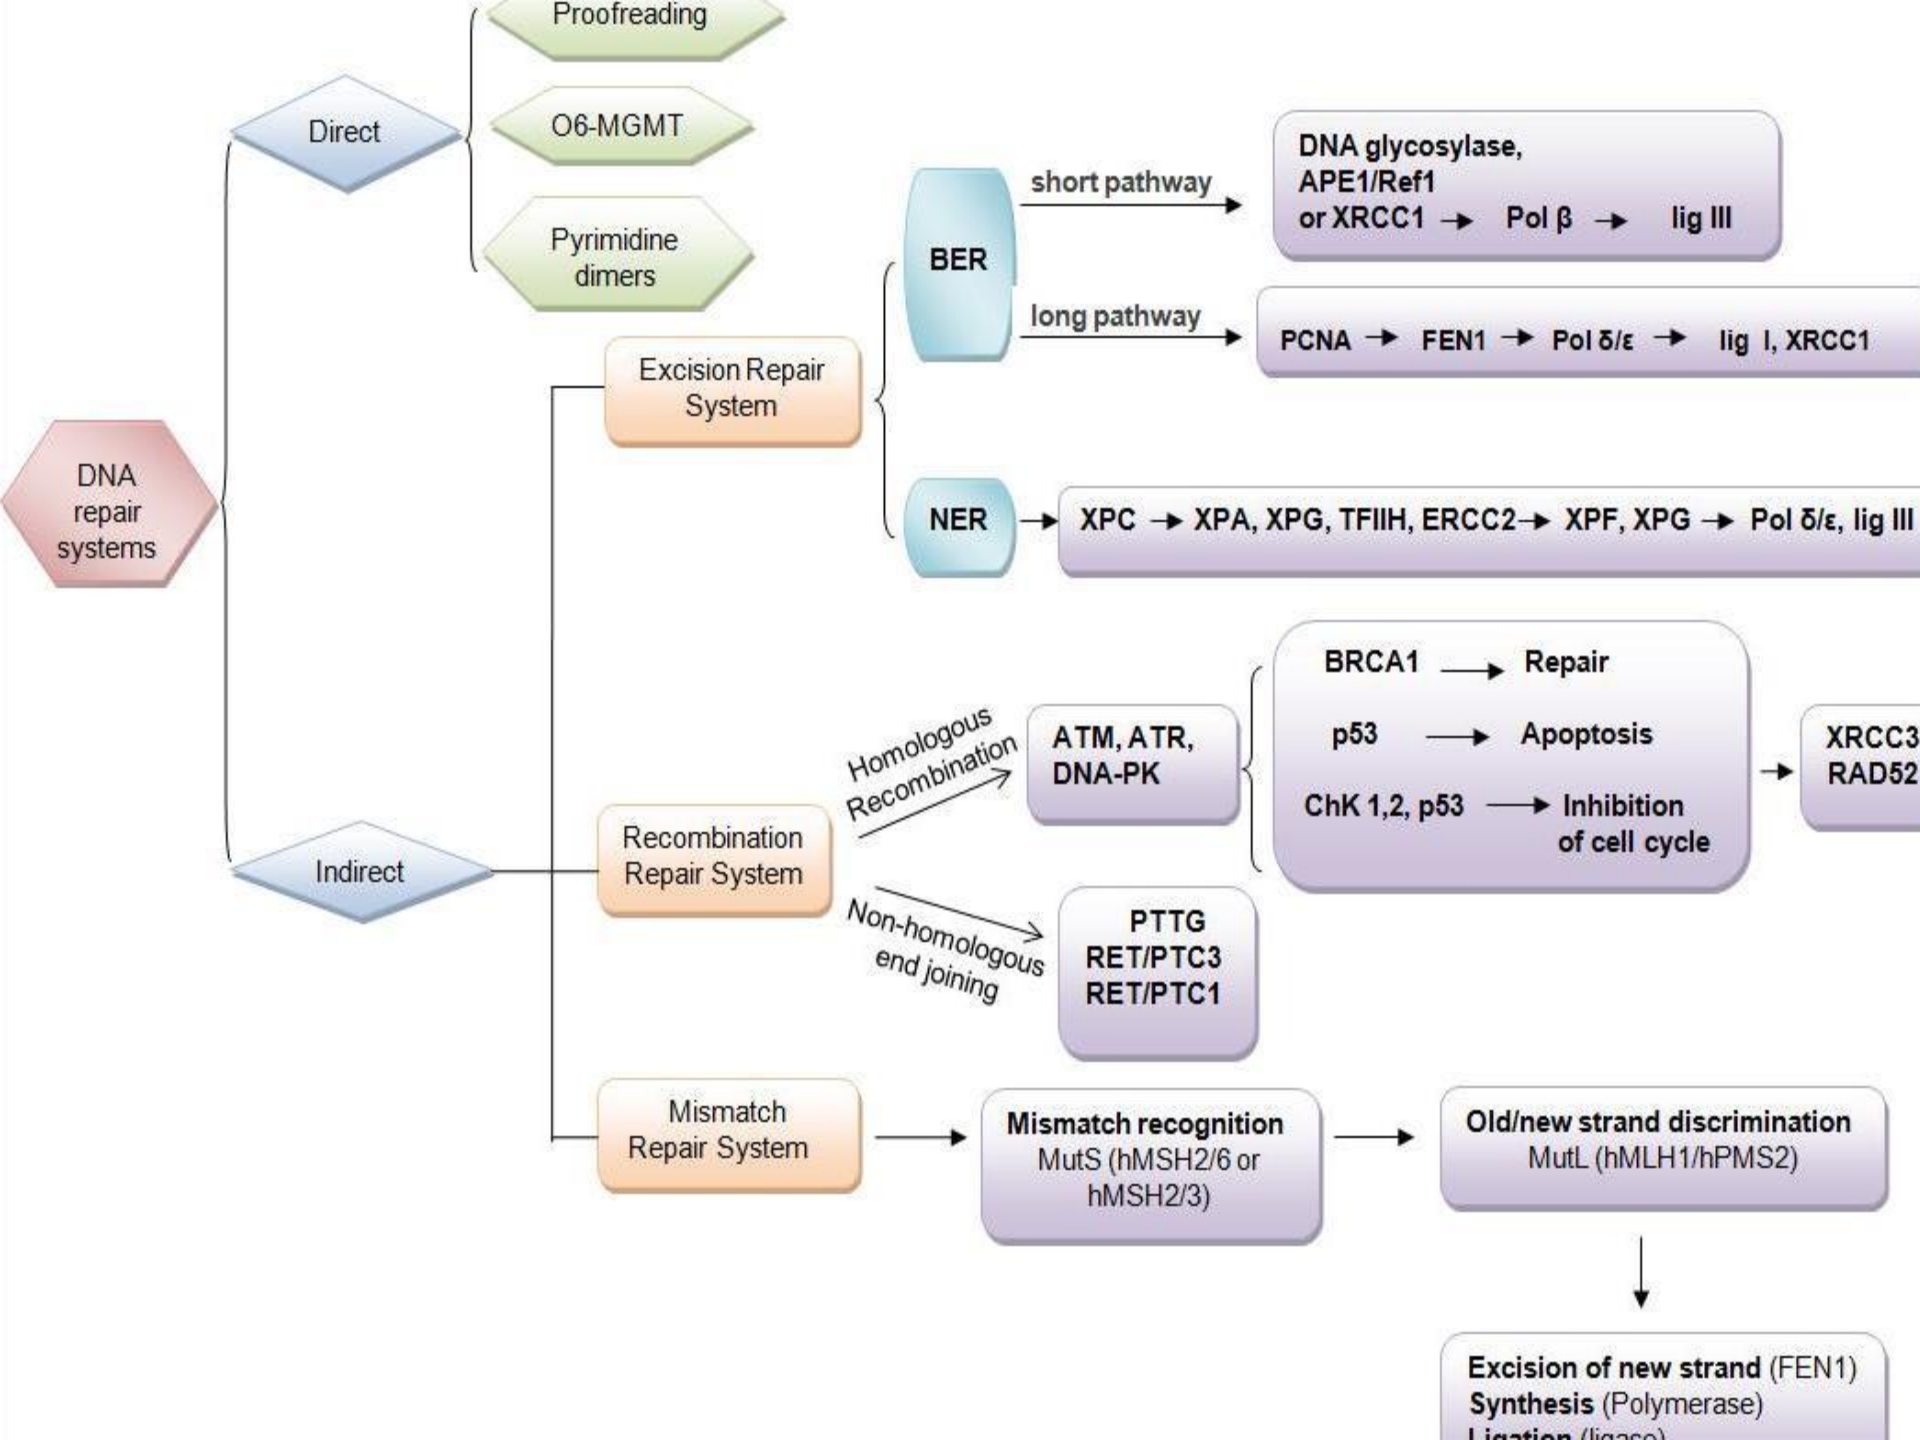 Proofreading
Direct
O6-MGMT
Pyrimidine
dimers
DNA
repair
systems
Indirect
Excision Repair
System
BER
short pathway
DNA glycosylase,
APE1/Ref1
or XRCC1 → Pol β → lig III
long pathway
PCNA → FEN1 → Pol δ/ε → lig I, XRCC1
NER
XPC → XPA, XPG, TFIIH, ERCC2→ XPF, XPG → Pol δ/ε, lig III
Recombination
Repair System
Homologous
Recombination
ATM, ATR,
DNA-PK
BRCA1 → Repair
p53 → Apoptosis
ChK 1,2, p53 → Inhibition
of cell cycle
XRCC3
RAD52
Non-homologous
end joining
PTTG
RET/PTC3
RET/PTC1
Mismatch
Repair System
Mismatch recognition
MutS (hMSH2/6 or
hMSH2/3)
Old/new strand discrimination
MutL (hMLH1/hPMS2)
Excision of new strand (FEN1)
Synthesis (Polymerase)
Ligation (ligase)